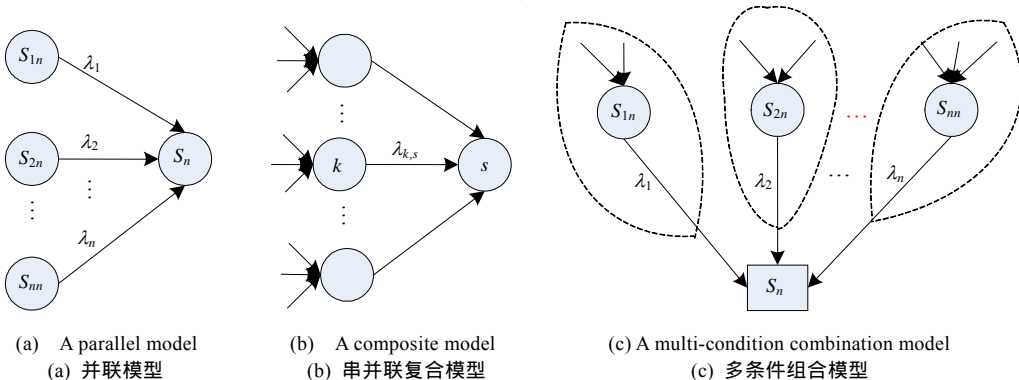 S₁ₙ
λ₁
S₂ₙ
λ₂
Sₙ
⋯
⋮
λₙ
Sₙₙ
⋮
k
λₖ,ₛ
s
⋮
S₁ₙ
S₂ₙ
⋯
Sₙₙ
λ₁
λ₂
⋯
λₙ
Sₙ
(a) A parallel model
(a) 并联模型
(b) A composite model
(b) 串并联复合模型
(c) A multi-condition combination model
(c) 多条件组合模型